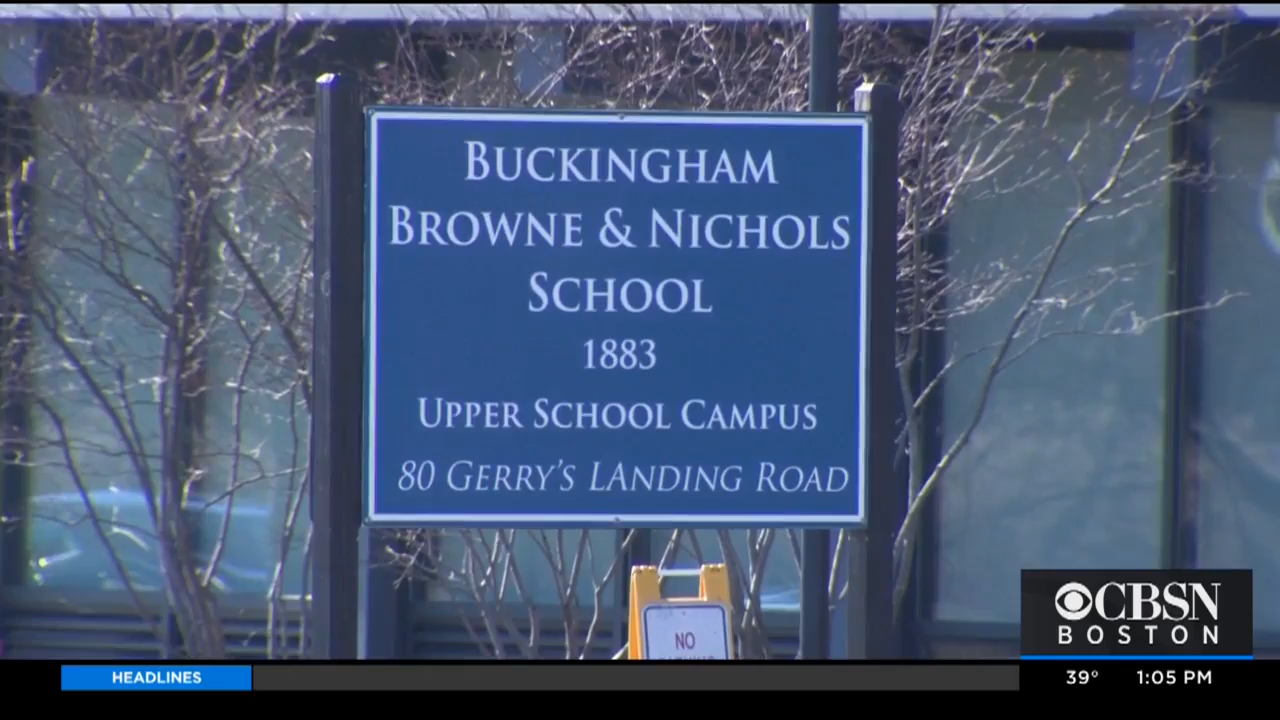 BUCKINGHAM
BROWNE & NICHOLS
SCHOOL
1883
UPPER SCHOOL CAMPUS
80 GERRY'S LANDING ROAD
NO
CBSN
BOSTON
HEADLINES
39° 1:05 PM